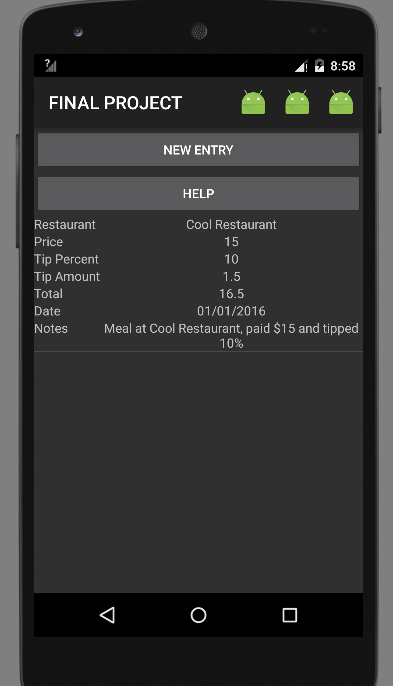 ? 8:58
FINAL PROJECT
NEW ENTRY
HELP
Restaurant Cool Restaurant
Price 15
Tip Percent 10
Tip Amount 1.5
Total 16.5
Date 01/01/2016
Notes Meal at Cool Restaurant, paid $15 and tipped
10%